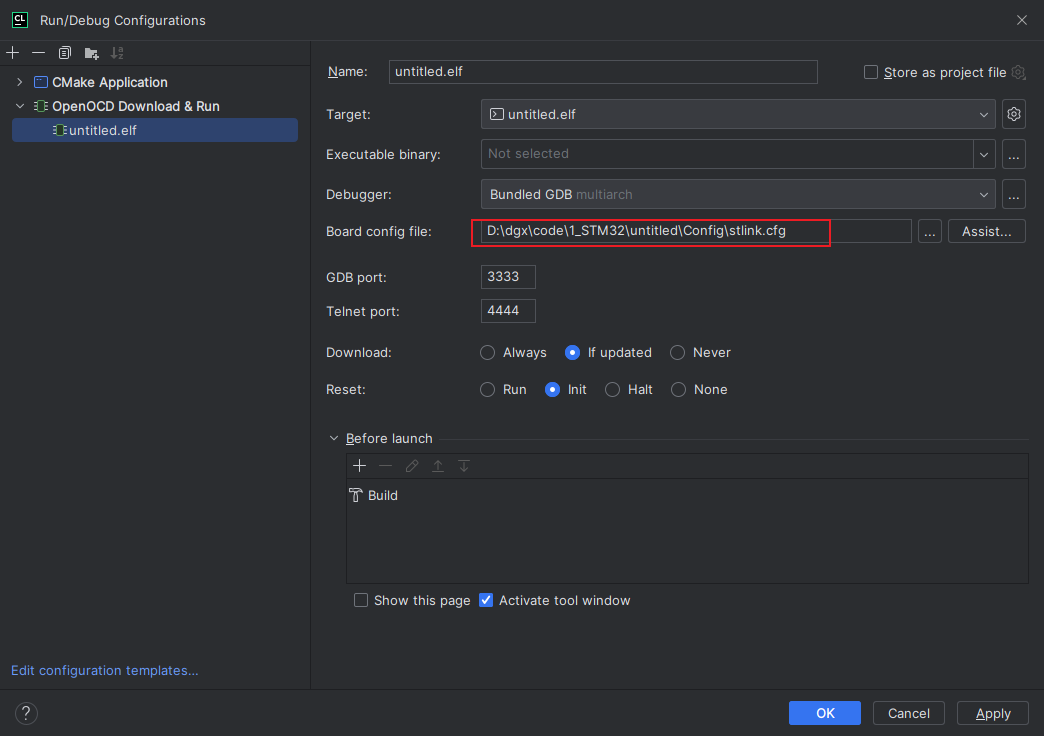 CL Run/Debug Configurations
CMake Application
OpenOCD Download & Run
untitled.elf
Edit configuration templates...
Name: untitled.elf Store as project file
Target: untitled.elf
Executable binary: Not selected ...
Debugger: Bundled GDB multiarch ...
Board config file: D:\dgx\code\1_STM32\untitled\Config\stlink.cfg ... Assist...
GDB port: 3333
Telnet port: 4444
Download: Always If updated Never
Reset: Run Init Halt None
Before launch
Build
Show this page Activate tool window
? OK Cancel Apply